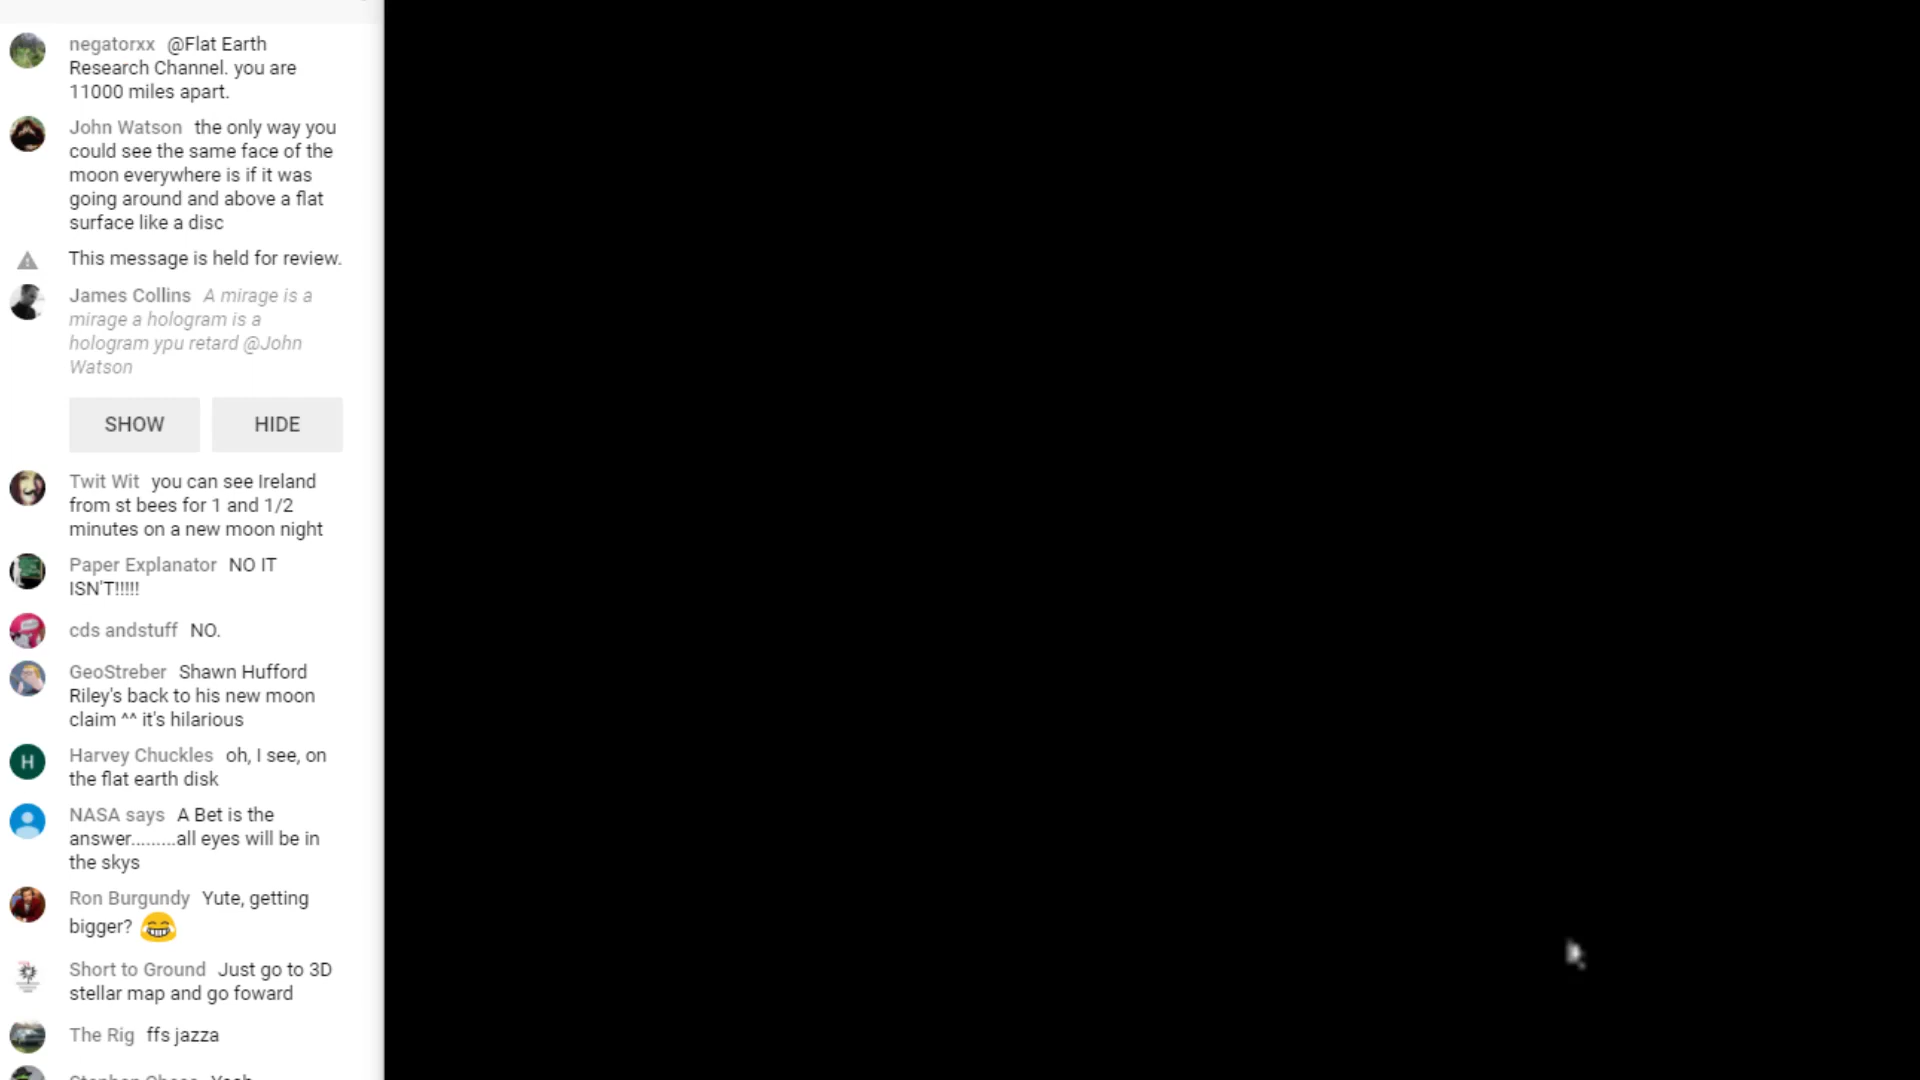 negatorxx @Flat Earth
Research Channel. you are
11000 miles apart.
John Watson the only way you
could see the same face of the
moon everywhere is if it was
going around and above a flat
surface like a disc
This message is held for review.
James Collins A mirage is a
mirage a hologram is a
hologram ypu retard @John
Watson
SHOW HIDE
Twit Wit you can see Ireland
from st bees for 1 and 1/2
minutes on a new moon night
Paper Explanator NO IT
ISN'T!!!!!
cds andstuff NO.
GeoStreber Shawn Hufford
Riley's back to his new moon
claim ^^ it's hilarious
H Harvey Chuckles oh, I see, on
the flat earth disk
NASA says A Bet is the
answer.........all eyes will be in
the skys
Ron Burgundy Yute, getting
bigger?
Short to Ground Just go to 3D
stellar map and go foward
The Rig ffs jazza